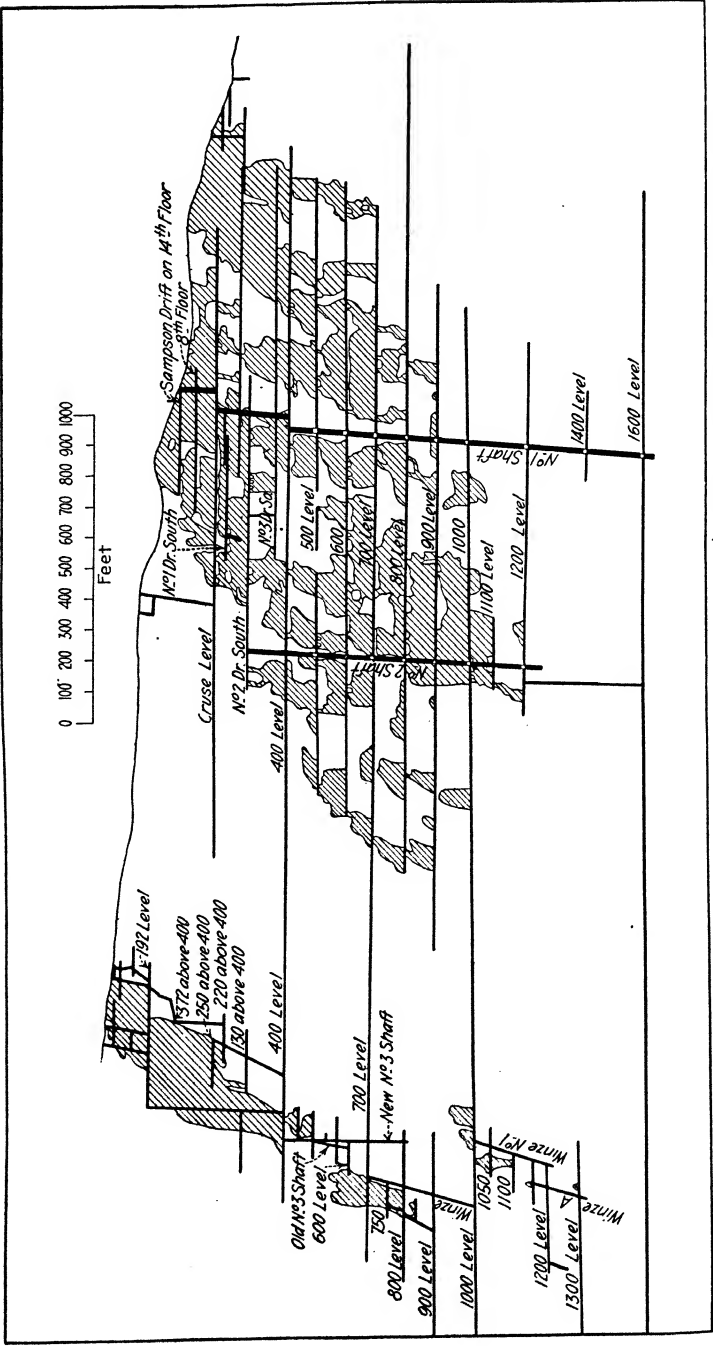 Sampson Drift on 14th Floor
8th Floor
0 100' 200 300 400 500 600 700 800 900 1000
Feet
Nº1 Dr. South
Cruse Level
Nº2 Dr. South
Nº3 Dr. So.
400 Level
500 Level
600
700 Level
800 Level
900 Level
1000
1100 Level
1200 Level
1400 Level
1600 Level
Nº1 Shaft
Nº2 Shaft
192 Level
372 above 400
250 above 400
220 above 400
130 above 400
400 Level
Old Nº3 Shaft
600 Level
700 Level
New Nº3 Shaft
750
800 Level
900 Level
Winze
1000 Level
Winze Nº1
1050
1100
1200 Level
Winze A
1300 Level
Winze